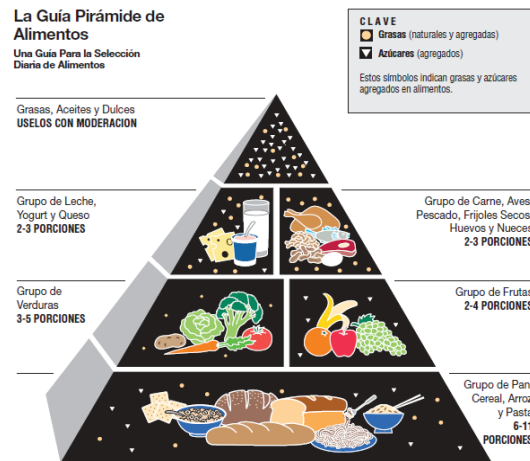 La Guía Pirámide de
Alimentos
Una Guía Para la Selección
Diaria de Alimentos
CLAVE
Grasas (naturales y agregadas)
Azúcares (agregados)
Estos símbolos indican grasas y azúcares
agregados en alimentos.
Grasas, Aceites y Dulces
USELOS CON MODERACION
Grupo de Leche,
Yogurt y Queso
2-3 PORCIONES
Grupo de Carne, Aves
Pescado, Frijoles Secos
Huevos y Nueces
2-3 PORCIONES
Grupo de
Verduras
3-5 PORCIONES
Grupo de Frutas
2-4 PORCIONES
Grupo de Pan
Cereal, Arroz
y Pasta
6-11
PORCIONES